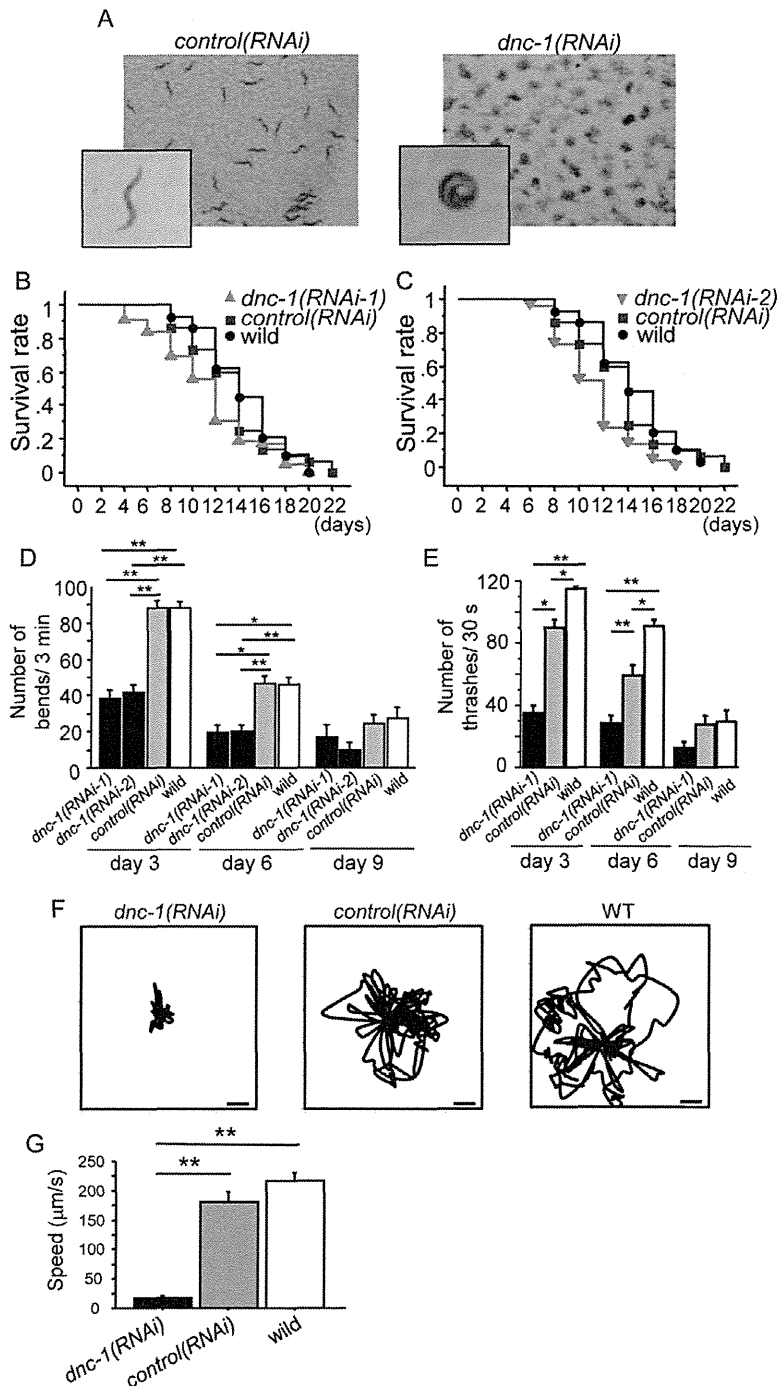 A
control(RNAi)
dnc-1(RNAi)
B
Survival rate
1
.8
.6
.4
.2
0
dnc-1(RNAi-1)
control(RNAi)
wild
0 2 4 6 8 10 12 14 16 18 20 22
(days)
C
Survival rate
1
.8
.6
.4
.2
0
dnc-1(RNAi-2)
control(RNAi)
wild
0 2 4 6 8 10 12 14 16 18 20 22
(days)
D
Number of
bends/ 3 min
100
80
60
40
20
0
**
**
**
**
*
**
*
**
dnc-1(RNAi-1)
dnc-1(RNAi-2)
control(RNAi)
wild
dnc-1(RNAi-1)
dnc-1(RNAi-2)
control(RNAi)
wild
dnc-1(RNAi-1)
dnc-1(RNAi-2)
control(RNAi)
wild
day 3
day 6
day 9
E
Number of
thrashes/ 30 s
120
80
40
0
**
*
*
**
*
**
dnc-1(RNAi-1)
control(RNAi)
wild
dnc-1(RNAi-1)
control(RNAi)
wild
dnc-1(RNAi-1)
control(RNAi)
wild
day 3
day 6
day 9
F
dnc-1(RNAi)
control(RNAi)
WT
G
Speed (µm/s)
250
200
150
100
50
0
**
**
dnc-1(RNAi)
control(RNAi)
wild